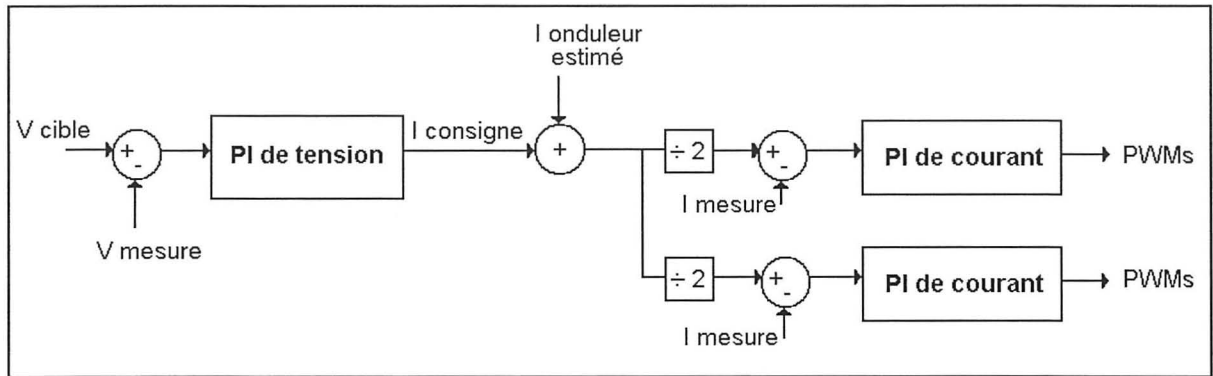 I onduleur
estimé
V cible
+
-
PI de tension
I consigne
+
÷ 2
+
-
PI de courant
PWMs
I mesure
V mesure
÷ 2
+
-
PI de courant
PWMs
I mesure